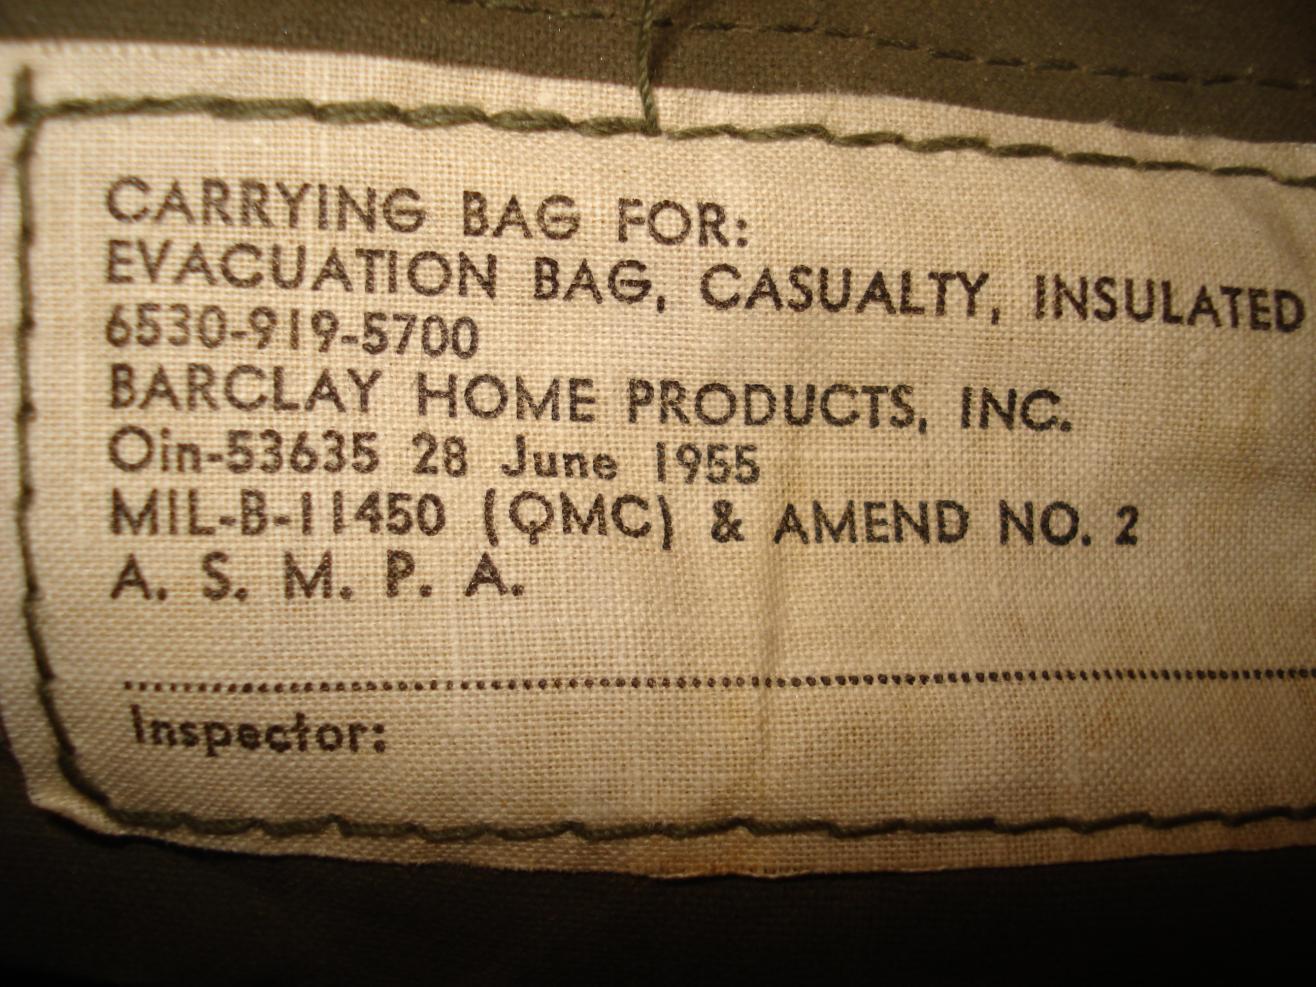 CARRYING BAG FOR:
EVACUATION BAG, CASUALTY, INSULATED
6530-919-5700
BARCLAY HOME PRODUCTS, INC.
Oin-53635 28 June 1955
MIL-B-11450 (QMC) & AMEND NO. 2
A. S. M. P. A.
Inspector: